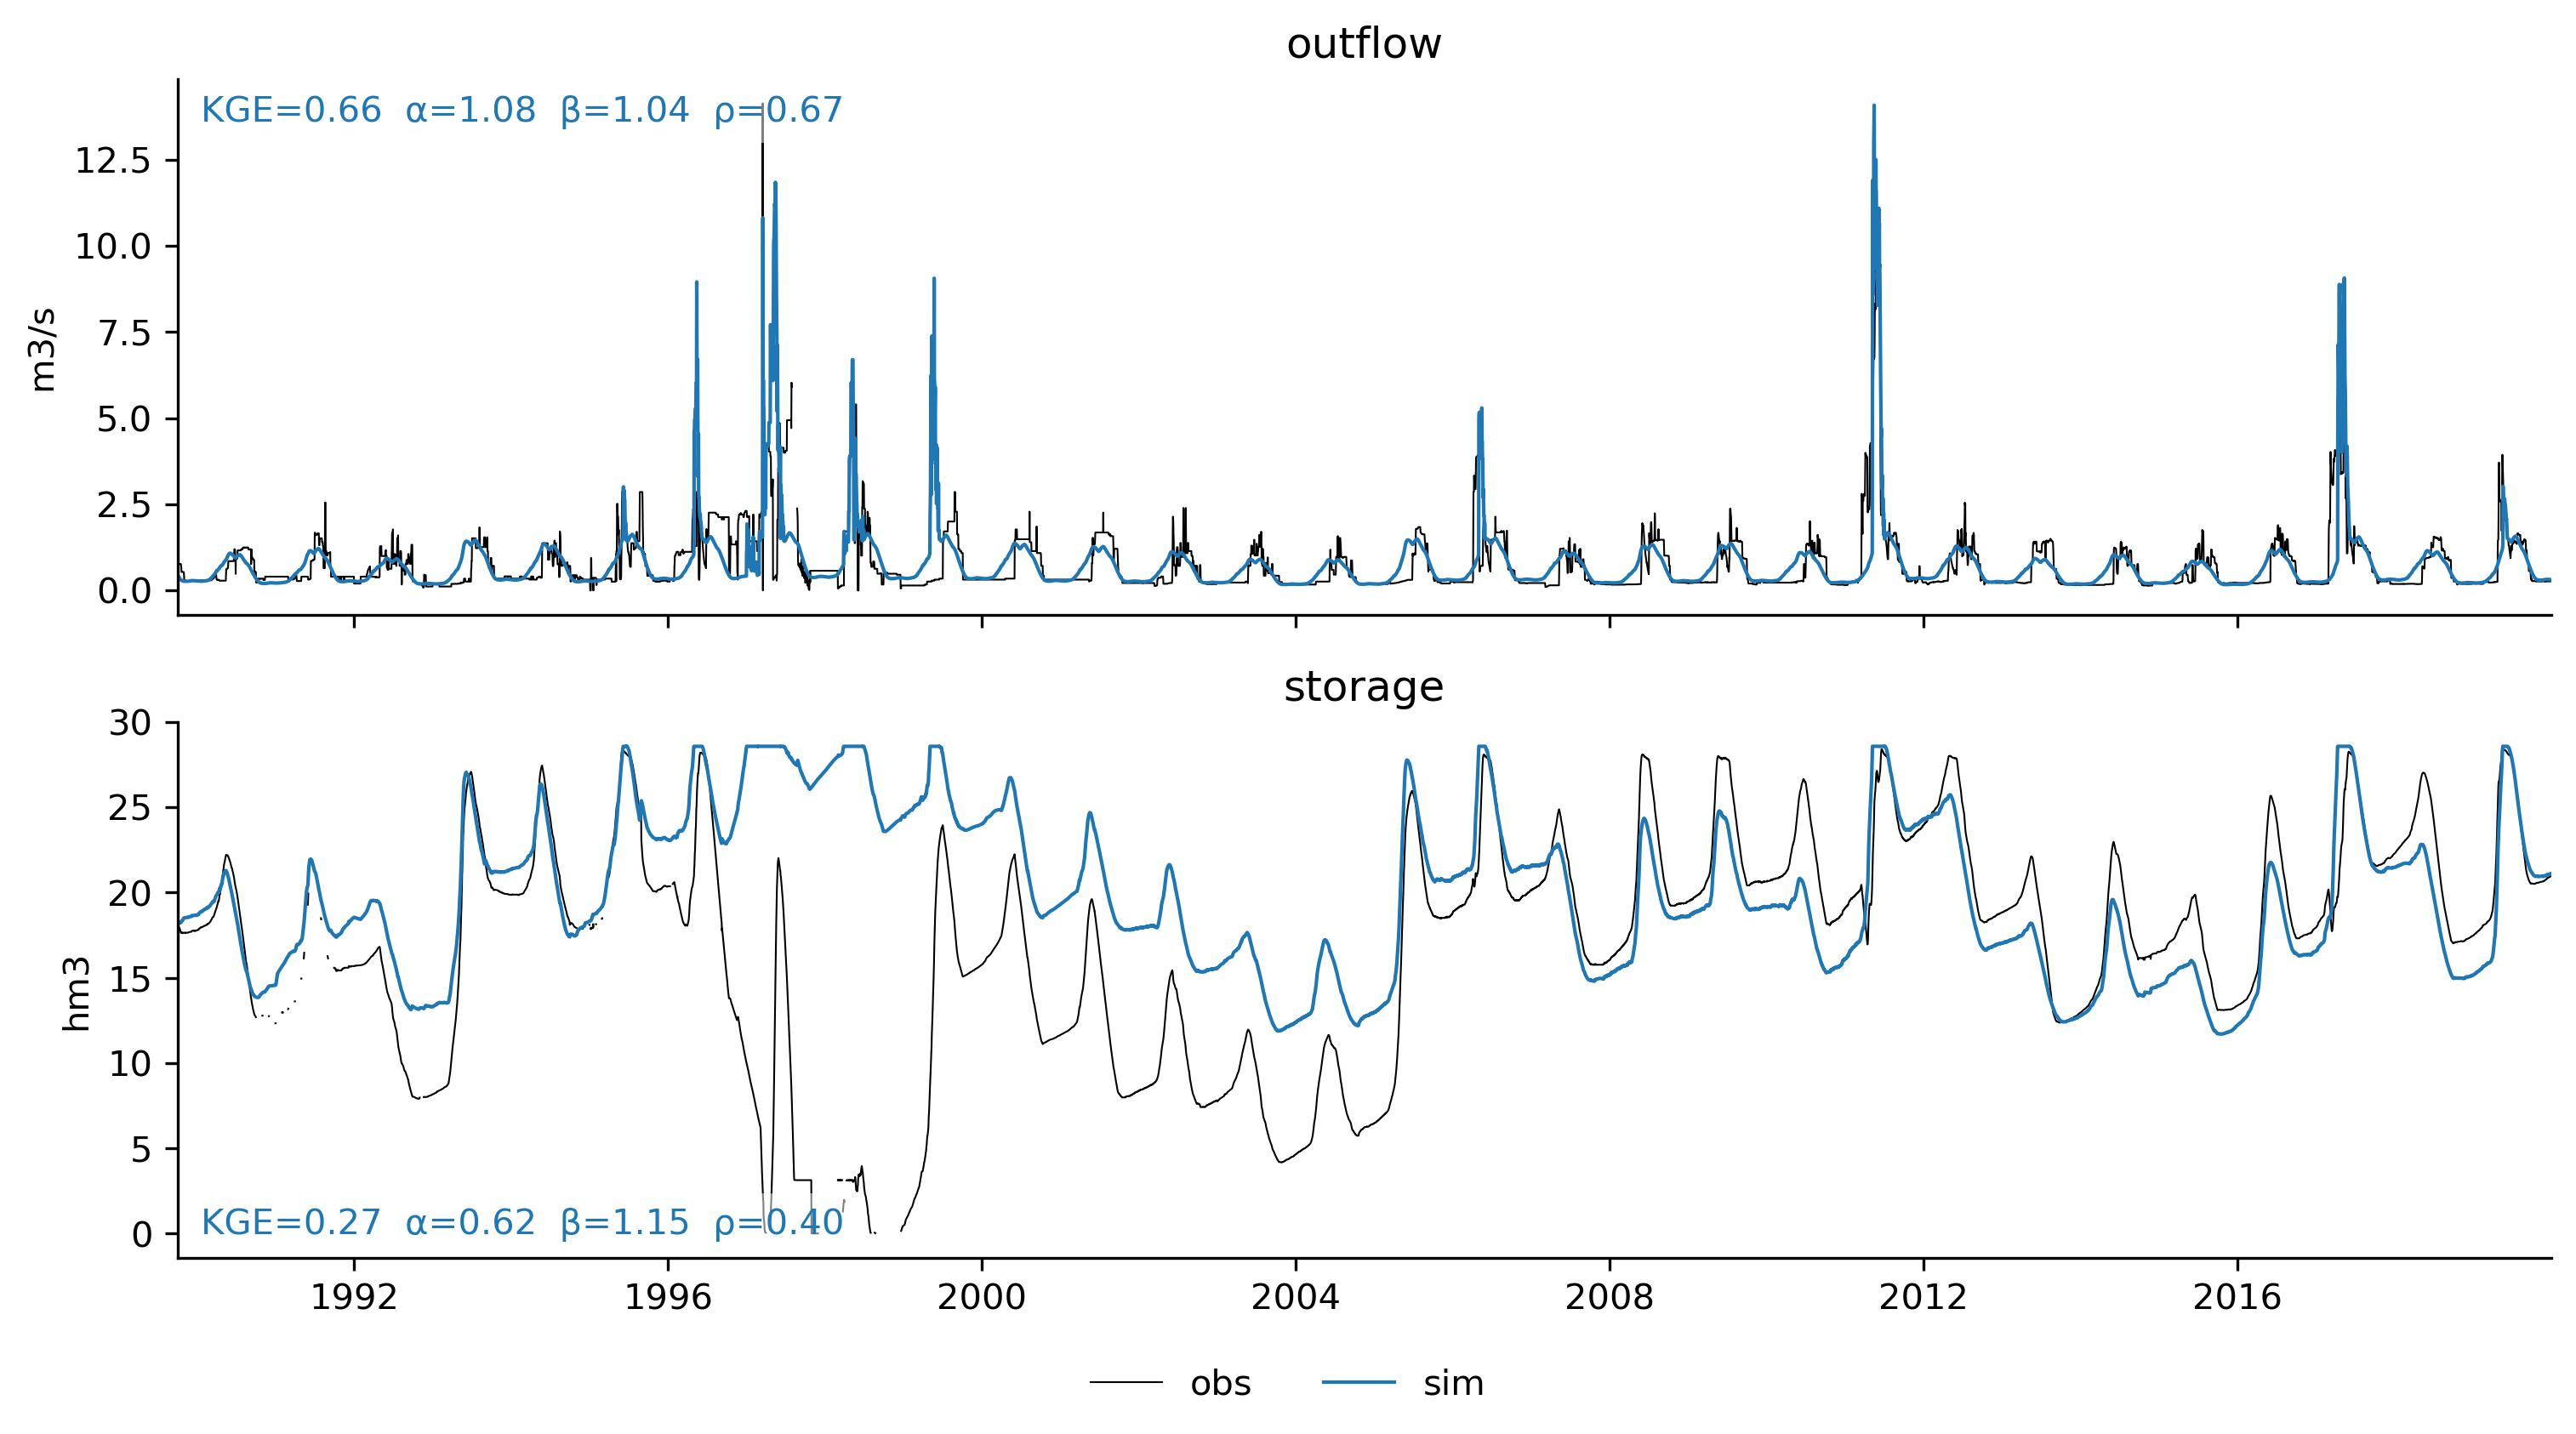 outflow
KGE=0.66 α=1.08 β=1.04 ρ=0.67
12.5
10.0
7.5
5.0
2.5
0.0
m3/s
storage
30
25
20
15
10
5
0
hm3
KGE=0.27 α=0.62 β=1.15 ρ=0.40
1992 1996 2000 2004 2008 2012 2016
obs sim